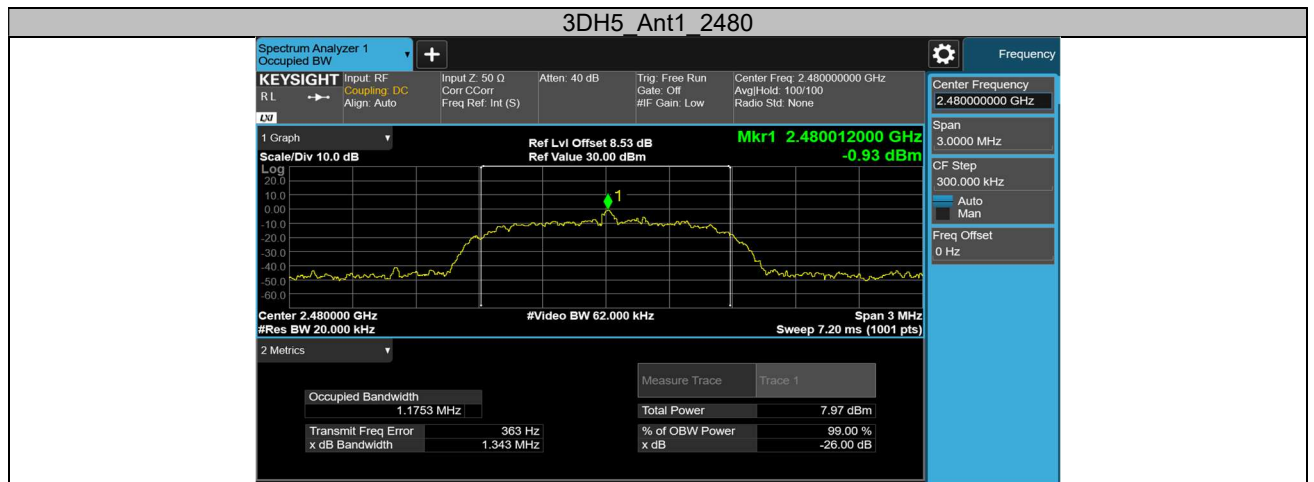 3DH5_Ant1_2480
Spectrum Analyzer 1
Occupied BW
+
Frequency
KEYSIGHT
R L
LXI
Input: RF
Coupling: DC
Align: Auto
Input Z: 50 Ω
Corr CCorr
Freq Ref: Int (S)
Atten: 40 dB
Trig: Free Run
Gate: Off
#IF Gain: Low
Center Freq: 2.480000000 GHz
Avg|Hold: 100/100
Radio Std: None
Center Frequency
2.480000000 GHz
Span
3.0000 MHz
CF Step
300.000 kHz
Auto
Man
Freq Offset
0 Hz
1 Graph
Scale/Div 10.0 dB
Ref Lvl Offset 8.53 dB
Ref Value 30.00 dBm
Mkr1 2.480012000 GHz
-0.93 dBm
Log
20.0
10.0
0.00
-10.0
-20.0
-30.0
-40.0
-50.0
-60.0
1
Center 2.480000 GHz
#Res BW 20.000 kHz
#Video BW 62.000 kHz
Span 3 MHz
Sweep 7.20 ms (1001 pts)
2 Metrics
Measure Trace Trace 1
Occupied Bandwidth
1.1753 MHz
Total Power 7.97 dBm
Transmit Freq Error 363 Hz
% of OBW Power 99.00 %
x dB Bandwidth 1.343 MHz
x dB -26.00 dB